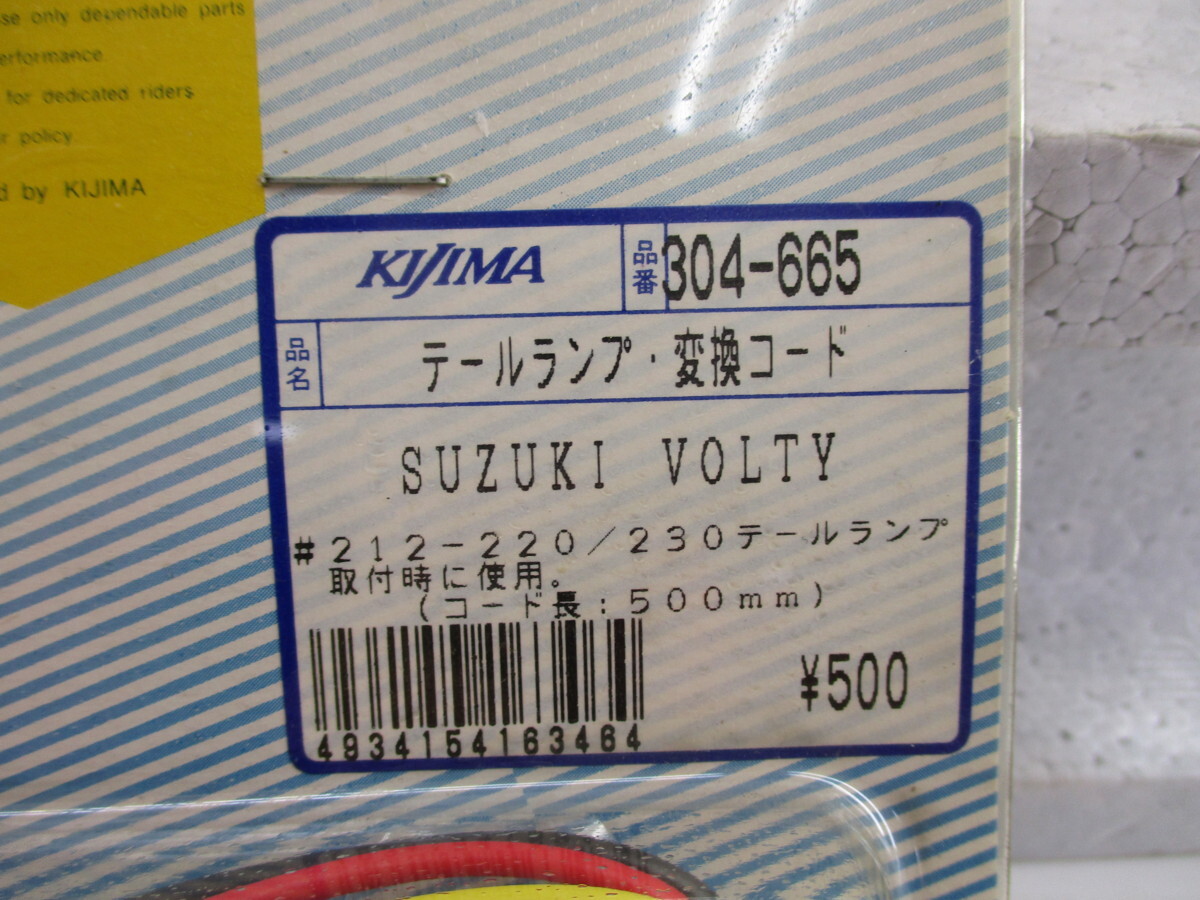 se only dependable parts
erformance
for dedicated riders
r policy
d by KIJIMA
KIJIMA
品番
304-665
品名
テールランプ・変換コード
SUZUKI VOLTY
#212-220/230テールランプ
取付時に使用。
(コード長:500mm)
¥500
4934154163464